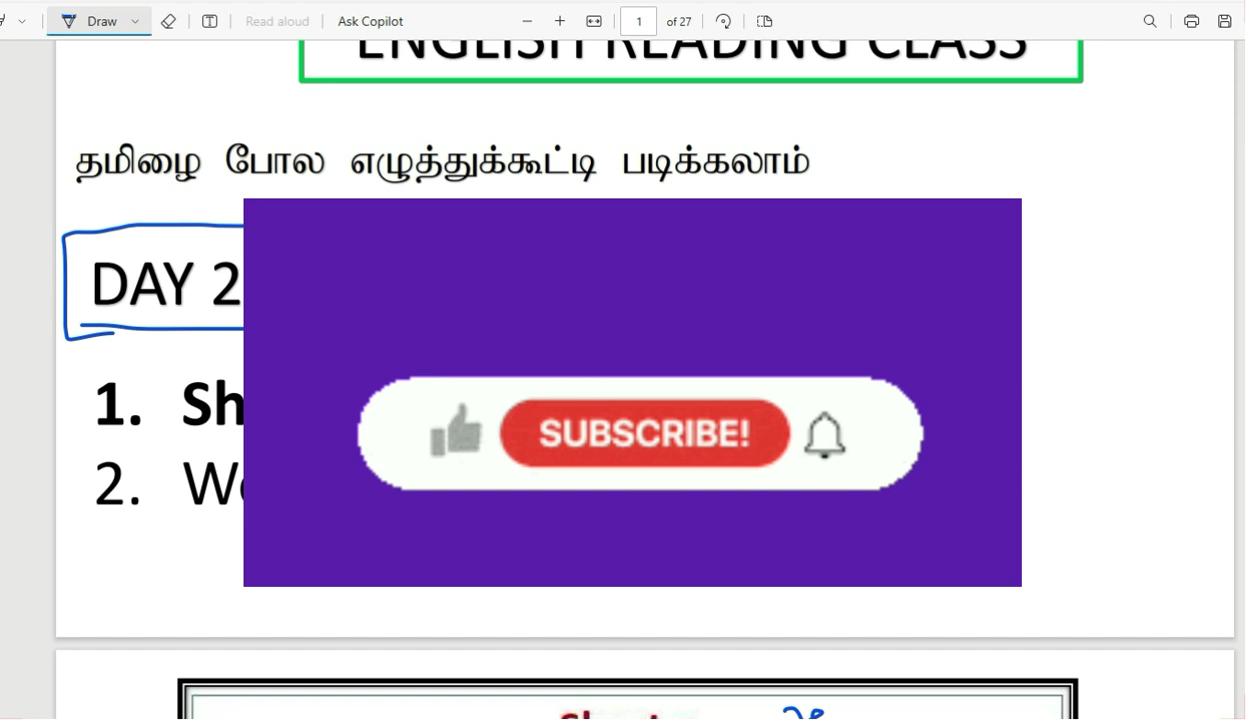 Draw Read aloud Ask Copilot 1 of 27
ENGLISH READING CLASS
தமிழை போல எழுத்துக்கூட்டி படிக்கலாம்
DAY 2
1. Sh
2. We
SUBSCRIBE!